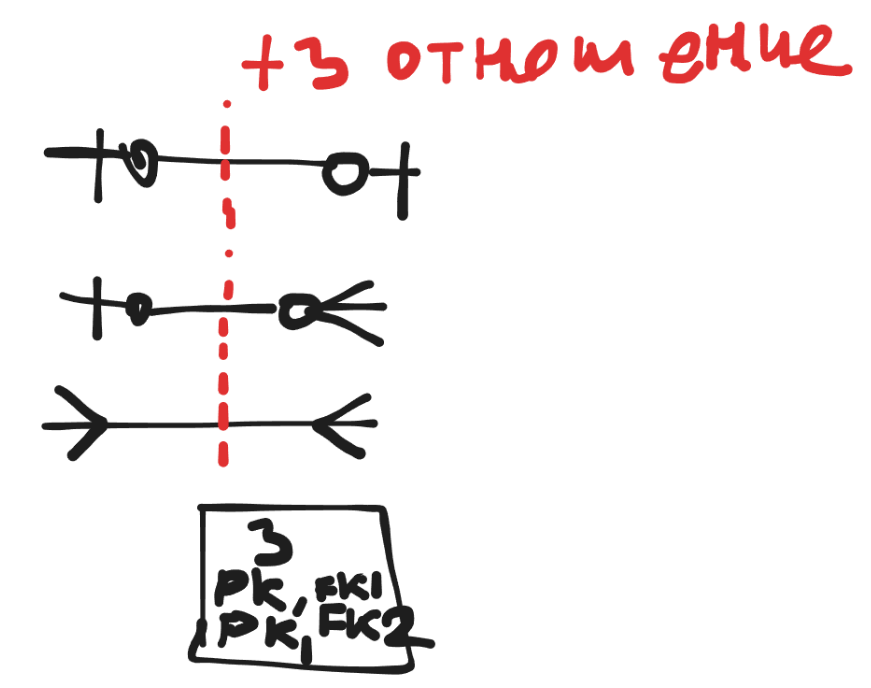 +3 отношение
3
PK, FK1
PK, FK2